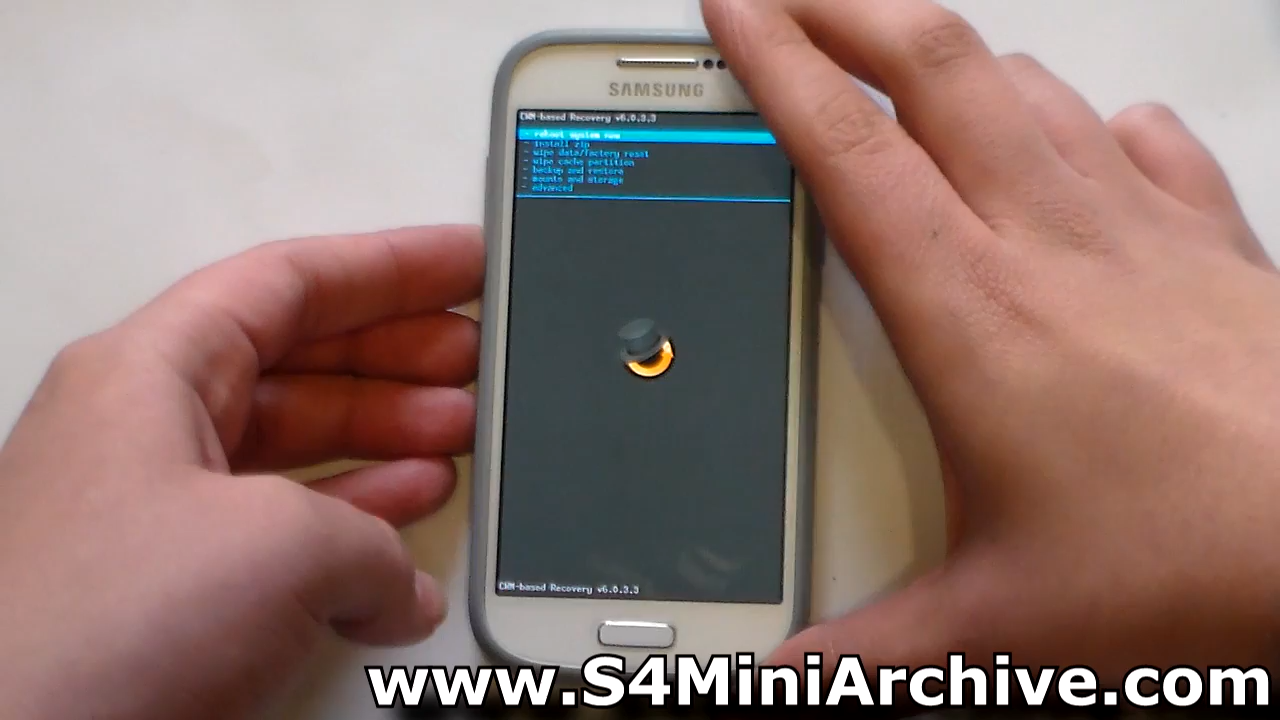 SAMSUNG
CWM-based Recovery v6.0.3.3
- reboot system now
- install zip
- wipe data/factory reset
- wipe cache partition
- backup and restore
- mounts and storage
- advanced
CWM-based Recovery v6.0.3.3
www.S4MiniArchive.com